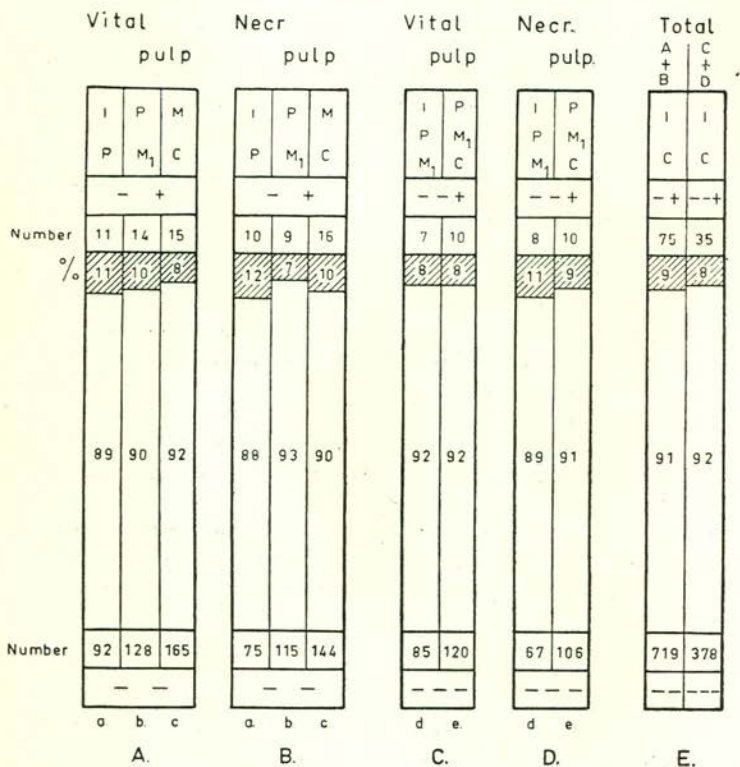 Vital Necr Vital Necr. Total
pulp pulp pulp pulp. A + B C + D
I P M I P M I P I P I I
P M₁ P M₁
P M₁ C P M₁ C M₁ C M₁ C C C
- + - + - - + - - + - + - - +
Number 11 14 15 10 9 16 7 10 8 10 75 35
% 11 10 8 12 7 10 8 8 11 9 9 8
89 90 92 88 93 90 92 92 89 91 91 92
Number 92 128 165 75 115 144 85 120 67 106 719 378
- - - - - - - - - - - - - - -
a b. c a. b c d e. d e
A. B. C. D. E.